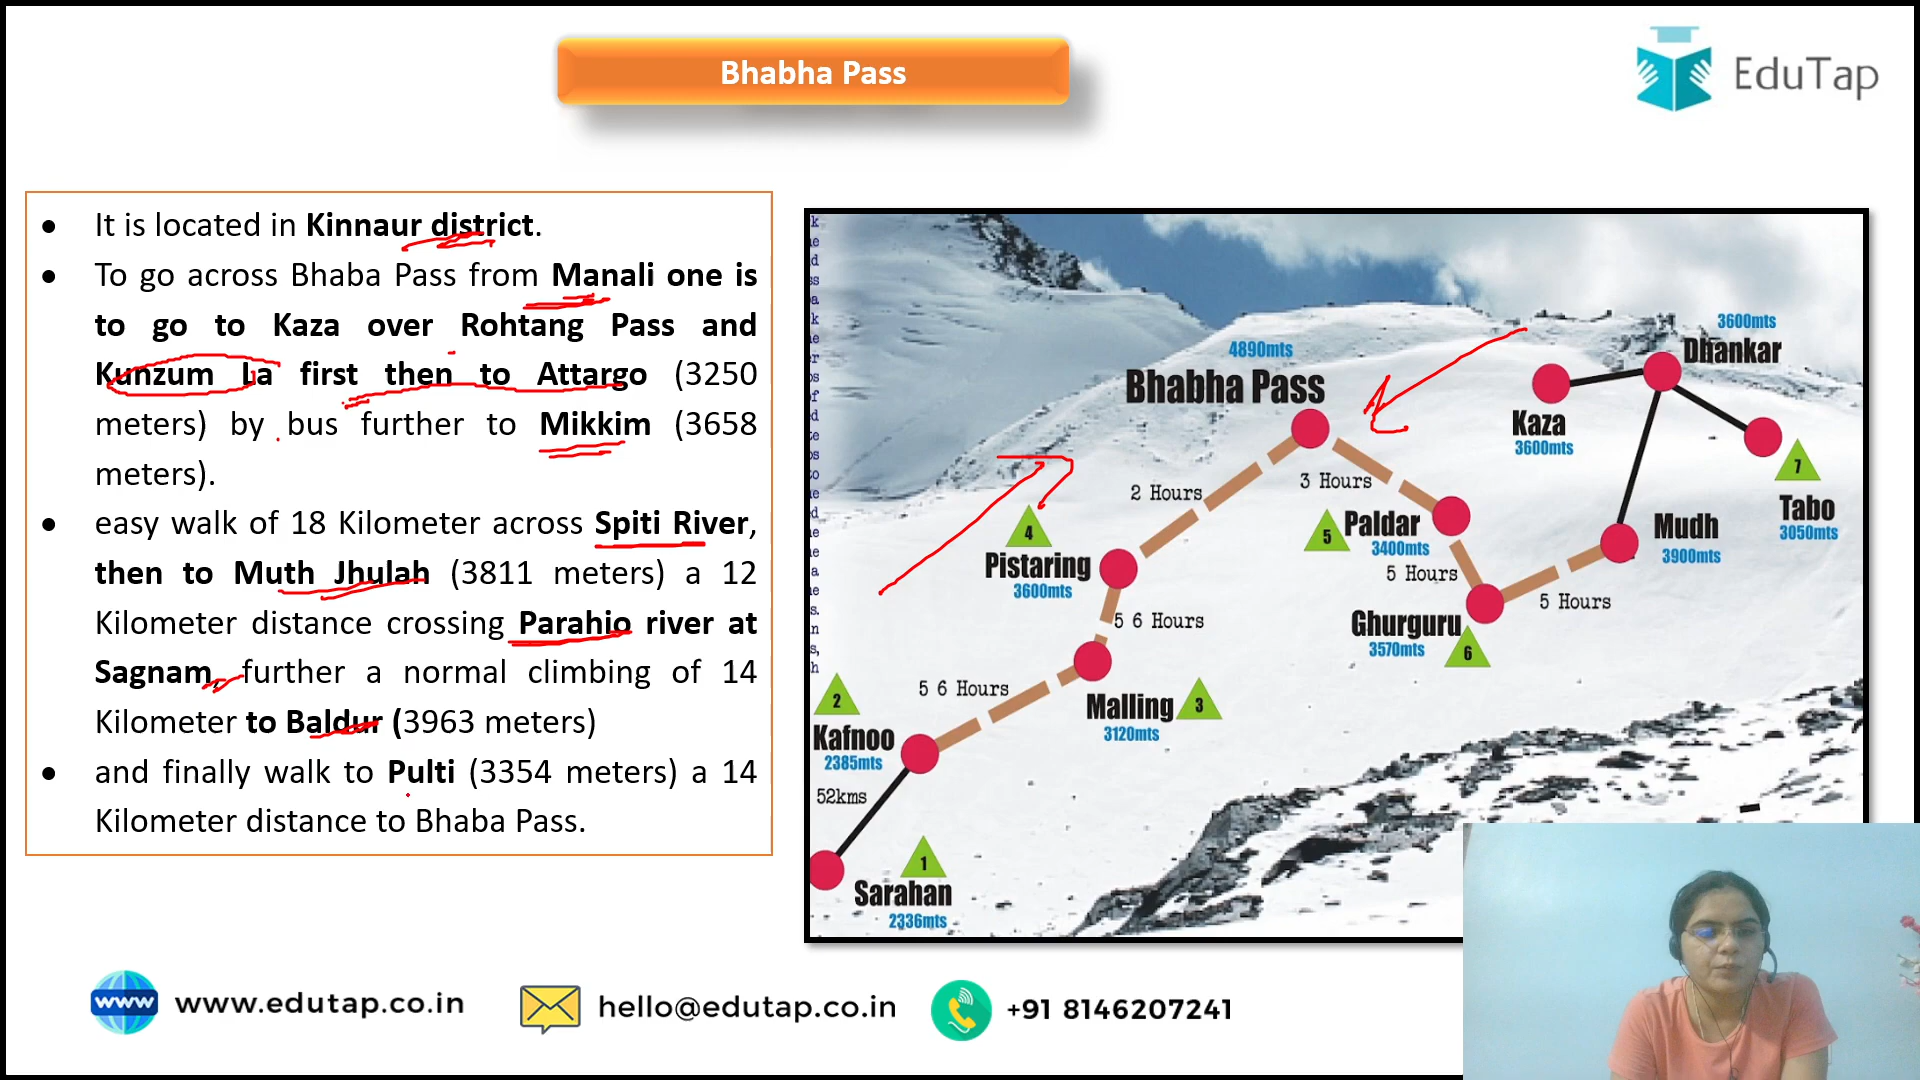 Bhabha Pass
EduTap
● It is located in Kinnaur district.
● To go across Bhaba Pass from Manali one is
to go to Kaza over Rohtang Pass and
Kunzum La first then to Attargo (3250
meters) by bus further to Mikkim (3658
meters).
● easy walk of 18 Kilometer across Spiti River,
then to Muth Jhulah (3811 meters) a 12
Kilometer distance crossing Parahio river at
Sagnam, further a normal climbing of 14
Kilometer to Baldur (3963 meters)
● and finally walk to Pulti (3354 meters) a 14
Kilometer distance to Bhaba Pass.
3600mts
Dhankar
4890mts
Bhabha Pass
Kaza
3600mts
7
Tabo
3050mts
2 Hours
3 Hours
4
Pistaring
3600mts
5
Paldar
3400mts
Mudh
3900mts
5 Hours
5 Hours
5 6 Hours
Ghurguru
3570mts
6
5 6 Hours
2
Kafnoo
2385mts
Malling
3
3120mts
52kms
1
Sarahan
2336mts
www
www.edutap.co.in
hello@edutap.co.in
+91 8146207241